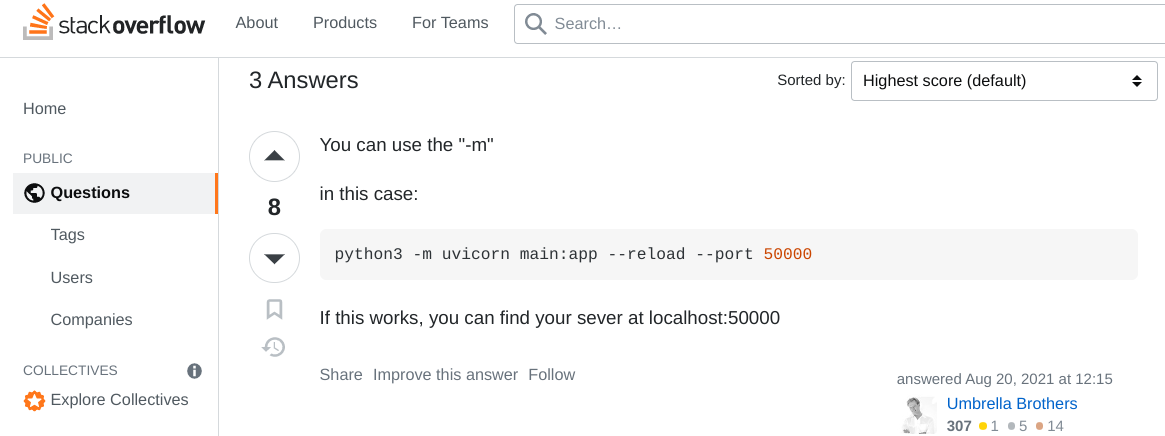 stackoverflow About Products For Teams Search...
3 Answers Sorted by: Highest score (default)
Home
PUBLIC
Questions
Tags
Users
Companies
COLLECTIVES
Explore Collectives
You can use the "-m"
8
in this case:
python3 -m uvicorn main:app --reload --port 50000
If this works, you can find your sever at localhost:50000
Share Improve this answer Follow
answered Aug 20, 2021 at 12:15
Umbrella Brothers
307 1 5 14